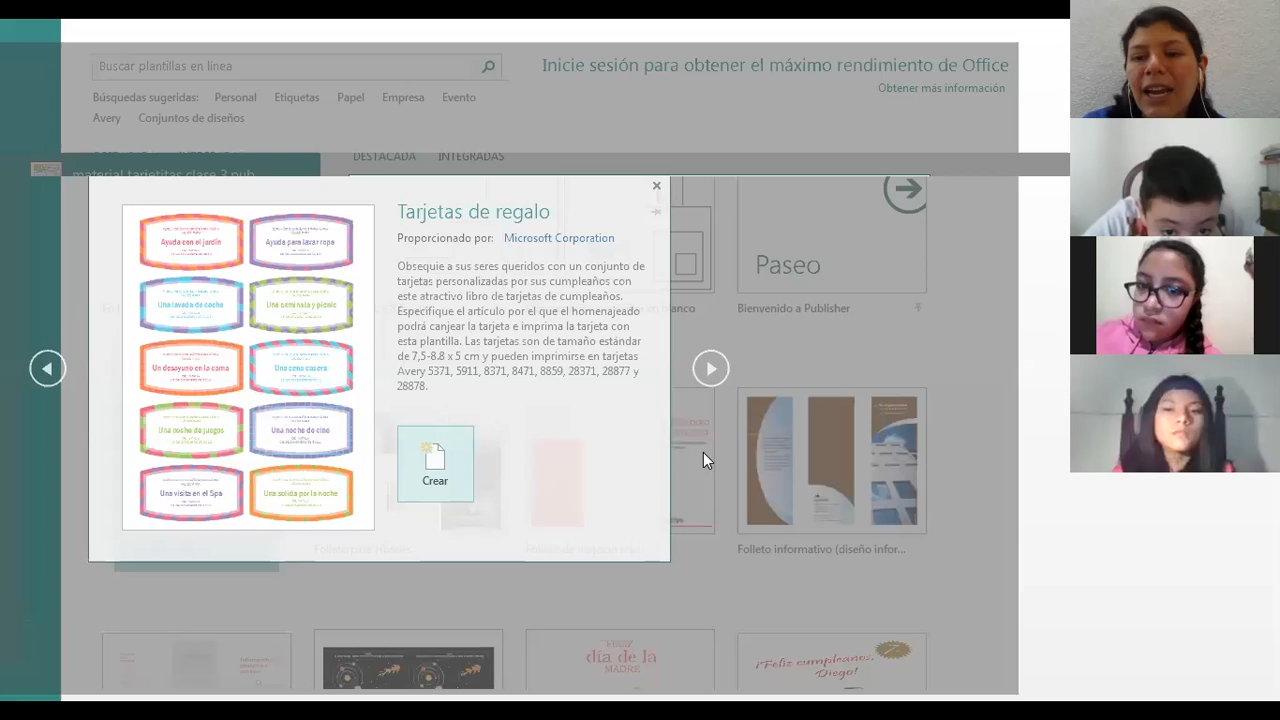 Buscar plantillas en línea
Inicie sesión para obtener el máximo rendimiento de Office
Obtener más información
Búsquedas sugeridas: Personal Etiquetas Papel Empresa Evento
Avery Conjuntos de diseños
DESTACADA INTEGRADAS
material tarjetitas clase 3.pub
Tarjetas de regalo
Proporcionado por: Microsoft Corporation
Obsequie a sus seres queridos con un conjunto de
tarjetas personalizadas por sus cumpleaños con
este atractivo libro de tarjetas de cumpleaños.
Especifique el artículo por el que el homenajeado
podrá canjear la tarjeta e imprima la tarjeta con
esta plantilla. Las tarjetas son de tamaño estándar
de 7,5-8.8 x 5 cm y pueden imprimirse en tarjetas
Avery 5371, 5911, 8371, 8471, 8859, 28371, 28877 y
28878.
Crear
Ayuda con el jardín
Ayuda para lavar ropa
Una lavada de coche
Una caminata y picnic
Un desayuno en la cama
Una cena casera
Una noche de juegos
Una noche de cine
Una visita en el Spa
Una salida por la noche
Paseo
blanco
Bienvenido a Publisher
Folleto informativo (diseño infor...
día de la
MADRE
¡Feliz cumpleaños,
Diego!